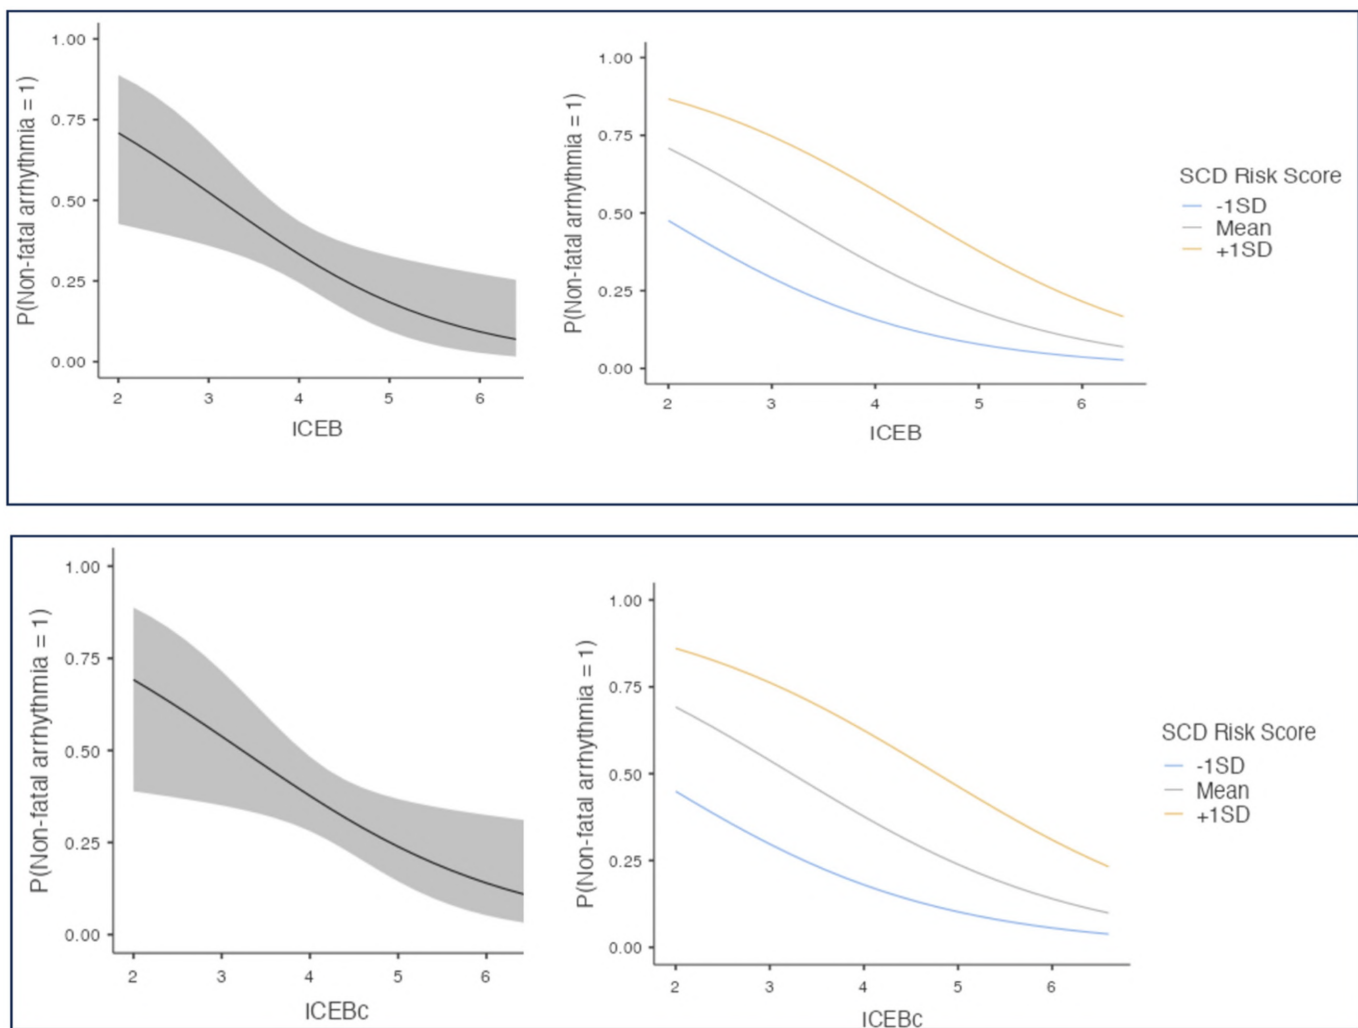 P(Non-fatal arrhythmia = 1)
1.00
0.75
0.50
0.25
0.00
2 3 4 5 6
ICEB
P(Non-fatal arrhythmia = 1)
1.00
0.75
0.50
0.25
0.00
2 3 4 5 6
ICEB
SCD Risk Score
-1SD
Mean
+1SD
P(Non-fatal arrhythmia = 1)
1.00
0.75
0.50
0.25
0.00
2 3 4 5 6
ICEBc
P(Non-fatal arrhythmia = 1)
1.00
0.75
0.50
0.25
0.00
2 3 4 5 6
ICEBc
SCD Risk Score
-1SD
Mean
+1SD